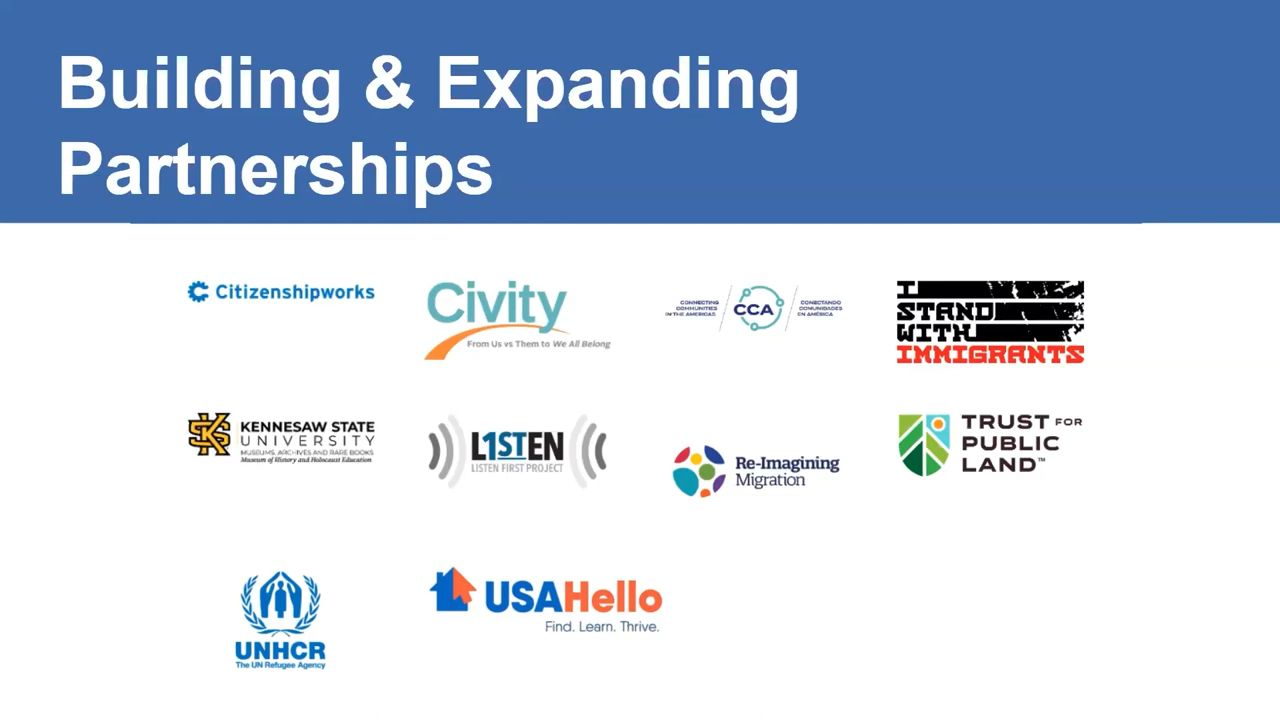 Building & Expanding
Partnerships
Citizenshipworks
Civity
From Us vs Them to We All Belong
CONNECTING
COMMUNITIES
IN THE AMERICAS
CCA
CONECTANDO
COMUNIDADES
EN AMÉRICA
I
STAND
WITH
IMMIGRANTS
KS
KENNESAW STATE
UNIVERSITY
MUSEUMS, ARCHIVES AND RARE BOOKS
Museum of History and Holocaust Education
L1STEN
LISTEN FIRST PROJECT
Re-Imagining
Migration
TRUST FOR
PUBLIC
LAND™
UNHCR
The UN Refugee Agency
USAHello
Find. Learn. Thrive.